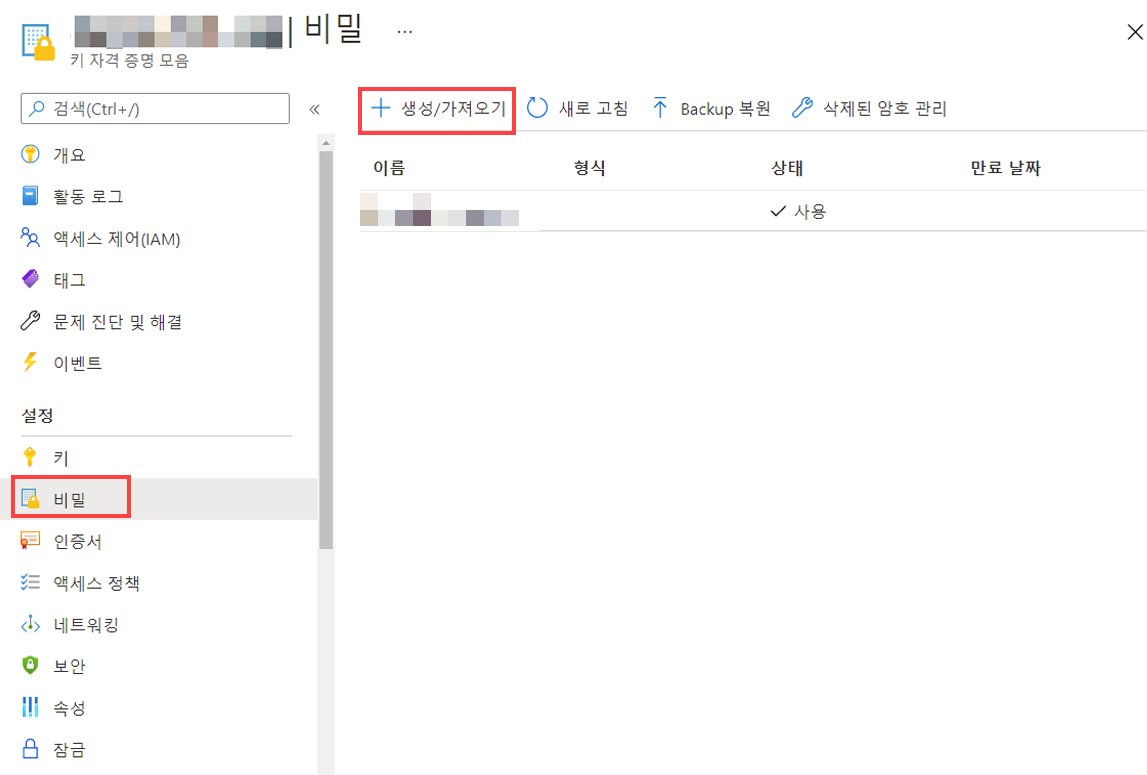 | 비밀 ...
키 자격 증명 모음
검색(Ctrl+/)
«
생성/가져오기 새로 고침 Backup 복원 삭제된 암호 관리
이름 형식 상태 만료 날짜
사용
개요
활동 로그
액세스 제어(IAM)
태그
문제 진단 및 해결
이벤트
설정
키
비밀
인증서
액세스 정책
네트워킹
보안
속성
잠금